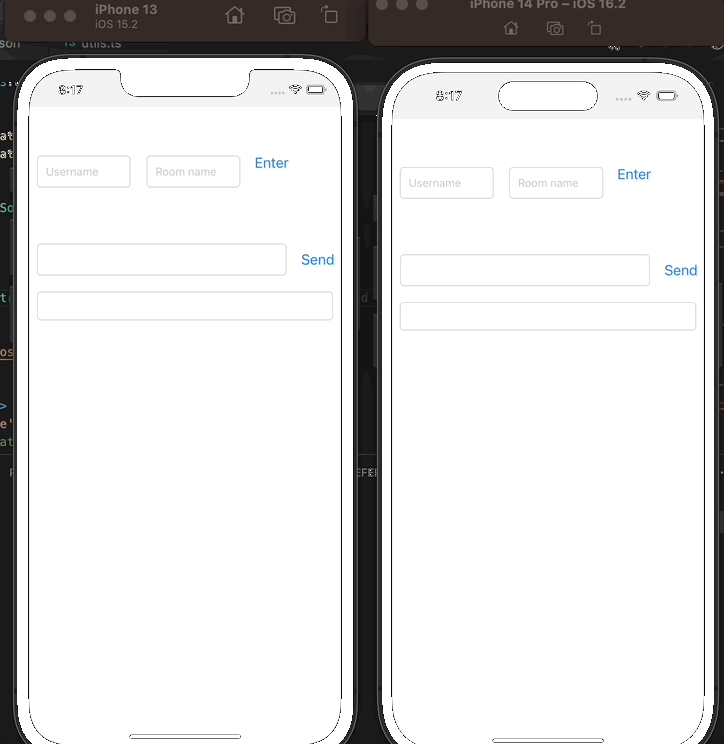 iPhone 13
iOS 15.2
iPhone 14 Pro – iOS 16.2
utils.ts
8:17
8:17
Username
Room name
Enter
Username
Room name
Enter
Send
Send